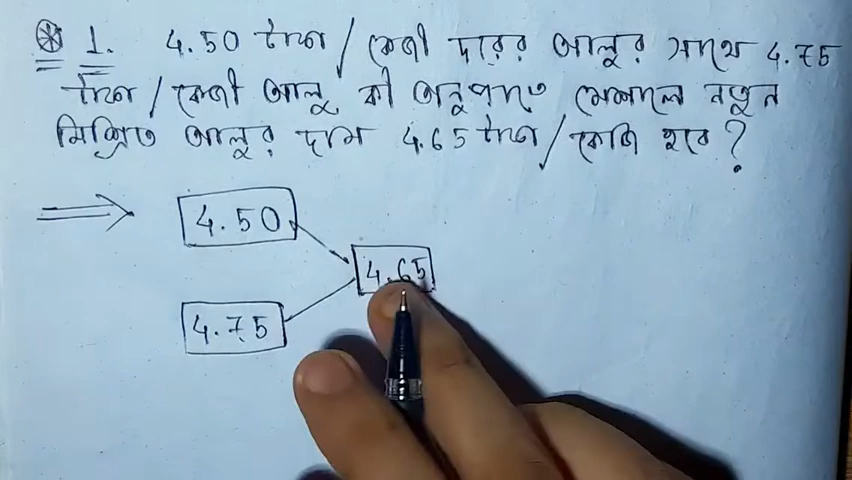 1. 4.50 টাকা / কেজী দরের আলুর সাথে 4.75
টাকা / কেজী আলু কী অনুপাতে মেশালে নতুন
মিশ্রিত আলুর দাম 4.65 টাকা / কেজি হবে ?
4.50
4.65
4.75